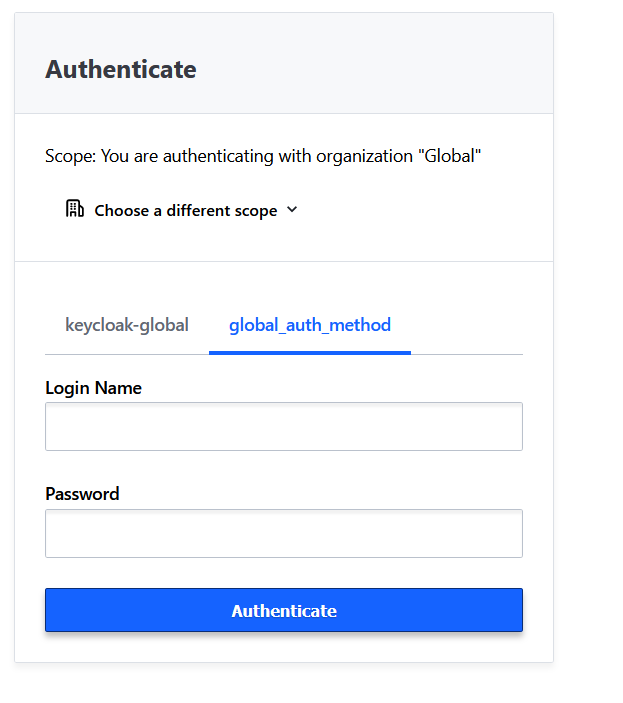 Authenticate
Scope: You are authenticating with organization "Global"
Choose a different scope
keycloak-global global_auth_method
Login Name
Password
Authenticate